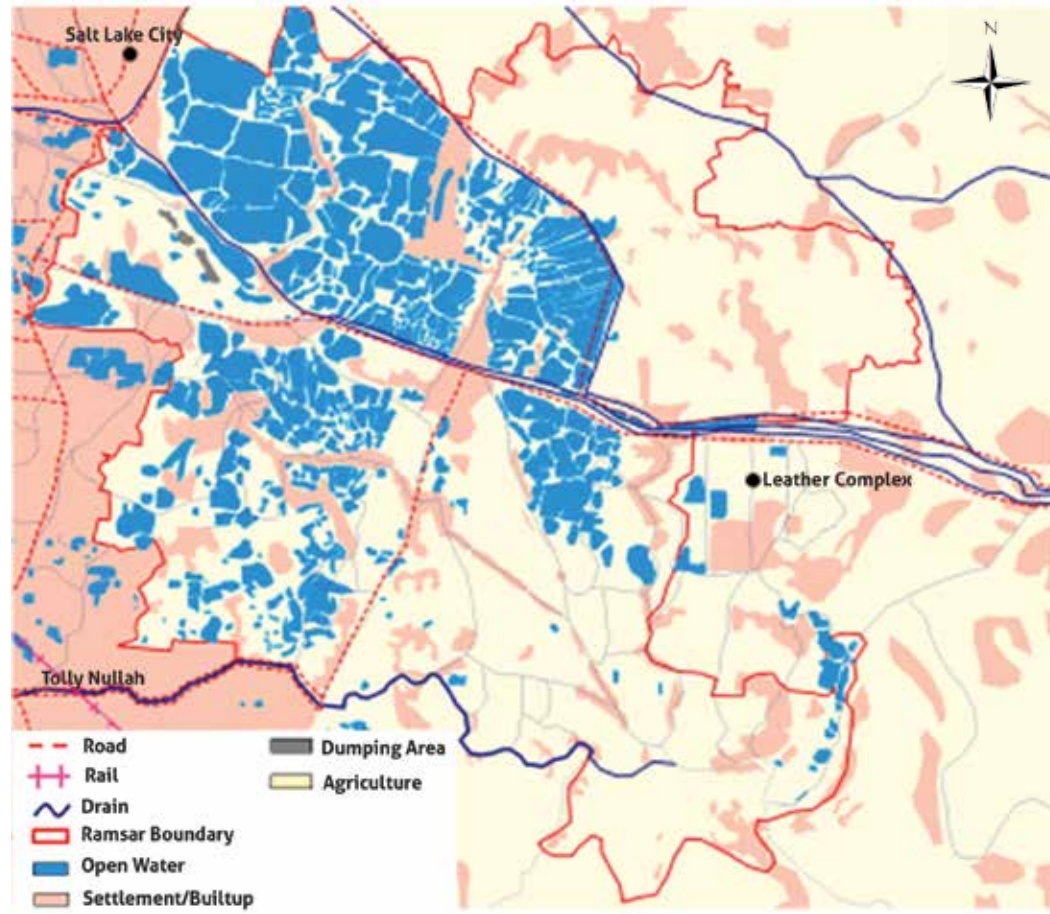 Salt Lake City
N
Leather Complex
Tolly Nullah
Road
Rail
Drain
Ramsar Boundary
Open Water
Settlement/Builtup
Dumping Area
Agriculture